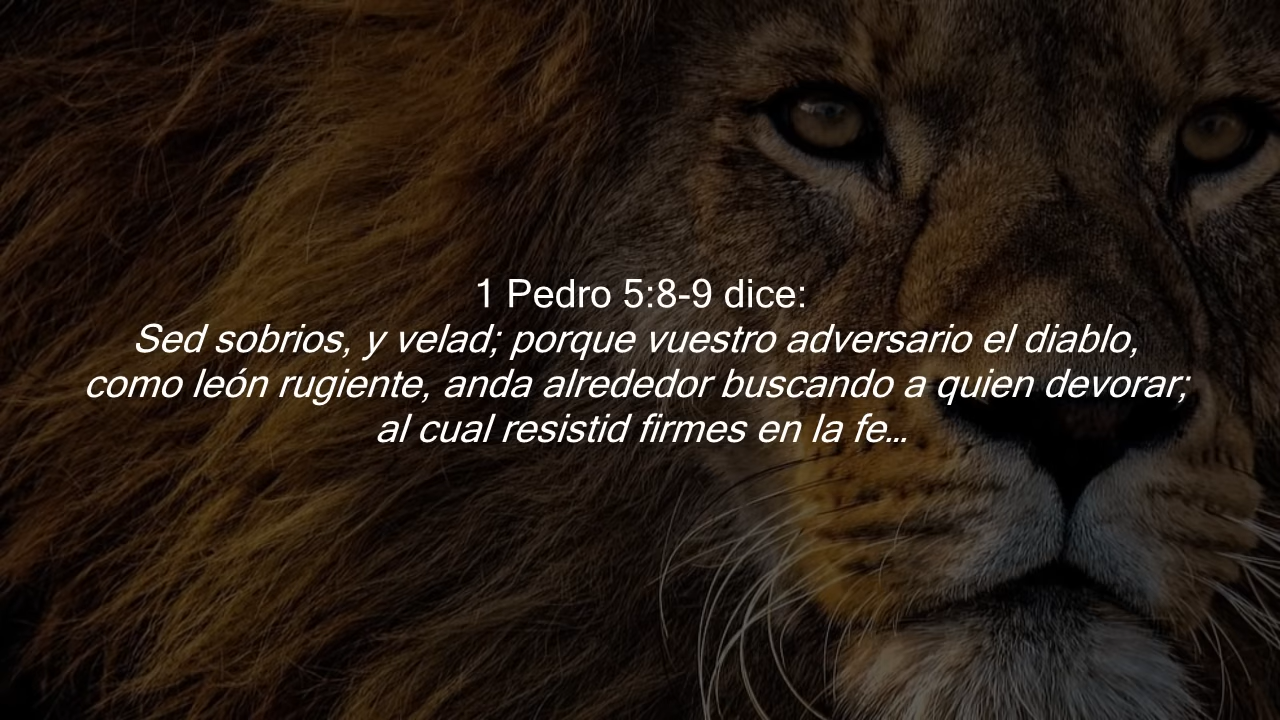 1 Pedro 5:8-9 dice:
Sed sobrios, y velad; porque vuestro adversario el diablo,
como león rugiente, anda alrededor buscando a quien devorar;
al cual resistid firmes en la fe...